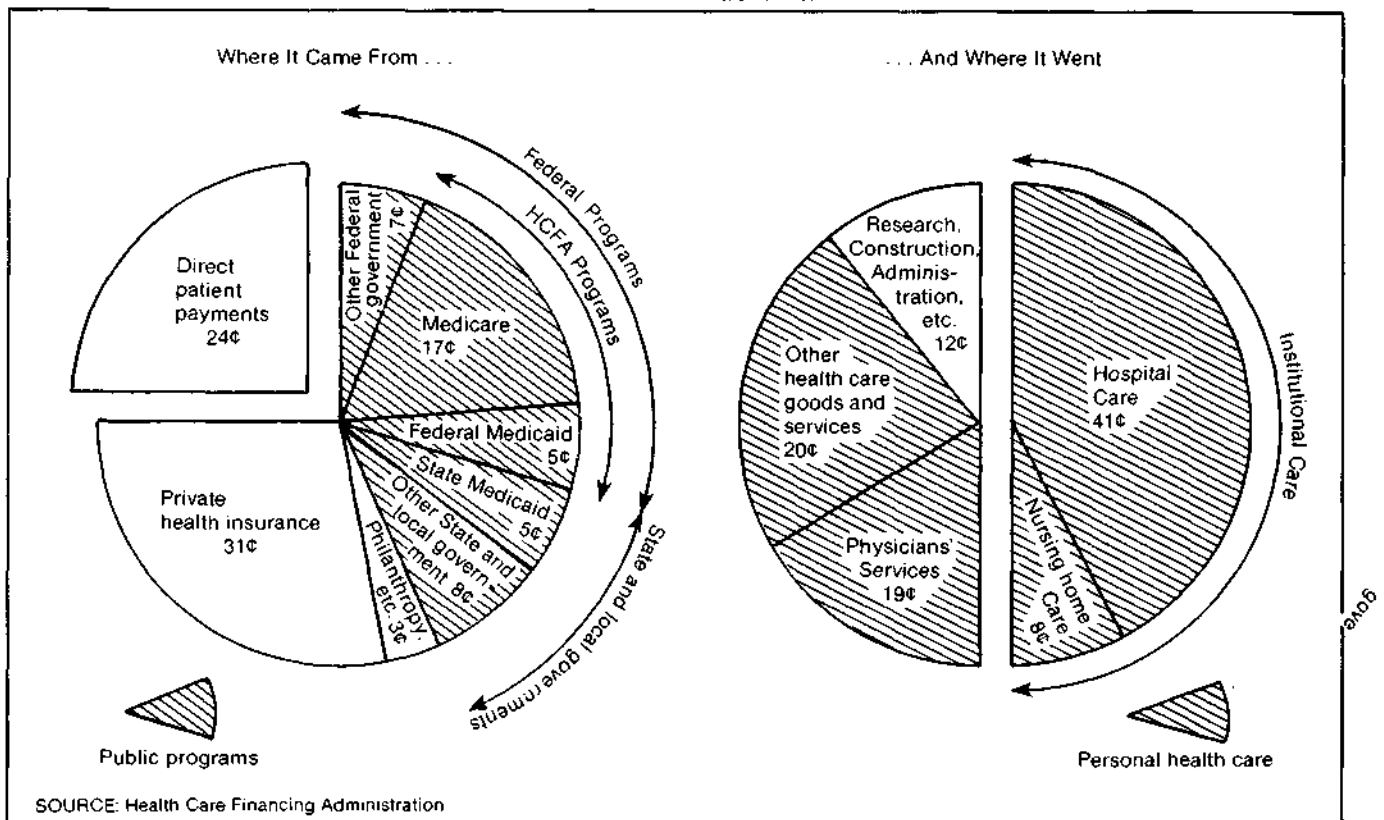 Where It Came From . . .
Direct
patient
payments
24¢
Other Federal
government
7¢
Medicare
17¢
Federal Medicaid
5¢
State Medicaid
5¢
Other State and
local govern-
ment 8¢
Philanthropy,
etc. 3¢
Private
health insurance
31¢
Federal Programs
HCFA Programs
State and local governments
Public programs
. . . And Where It Went
Research,
Construction,
Adminis-
tration,
etc.
12¢
Other
health care
goods and
services
20¢
Physicians'
Services
19¢
Hospital
Care
41¢
Nursing home
Care
8¢
Institutional Care
gove
Personal health care
SOURCE: Health Care Financing Administration